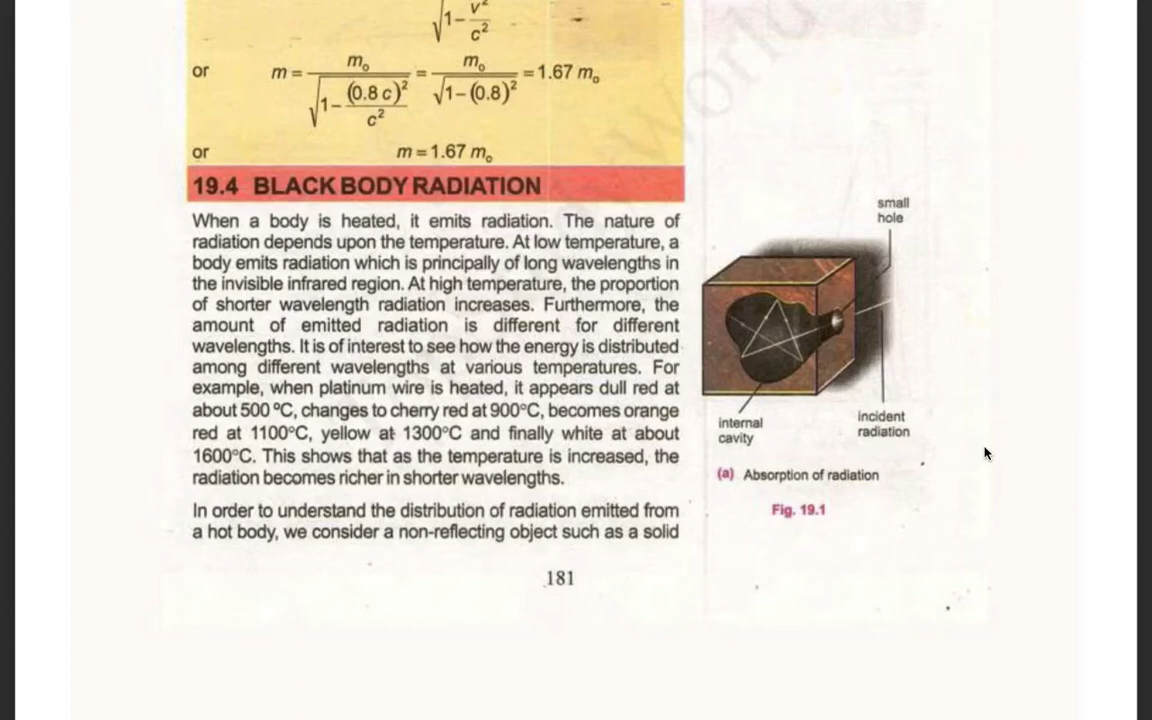 √1− v² / c²
or m = m₀ / √1− (0.8 c)² / c² = m₀ / √1−(0.8)² = 1.67 m₀
or m = 1.67 m₀
19.4 BLACK BODY RADIATION
When a body is heated, it emits radiation. The nature of
radiation depends upon the temperature. At low temperature, a
body emits radiation which is principally of long wavelengths in
the invisible infrared region. At high temperature, the proportion
of shorter wavelength radiation increases. Furthermore, the
amount of emitted radiation is different for different
wavelengths. It is of interest to see how the energy is distributed
among different wavelengths at various temperatures. For
example, when platinum wire is heated, it appears dull red at
about 500 ºC, changes to cherry red at 900°C, becomes orange
red at 1100°C, yellow at 1300°C and finally white at about
1600°C. This shows that as the temperature is increased, the
radiation becomes richer in shorter wavelengths.
In order to understand the distribution of radiation emitted from
a hot body, we consider a non-reflecting object such as a solid
181
small
hole
internal
cavity
incident
radiation
(a) Absorption of radiation
Fig. 19.1